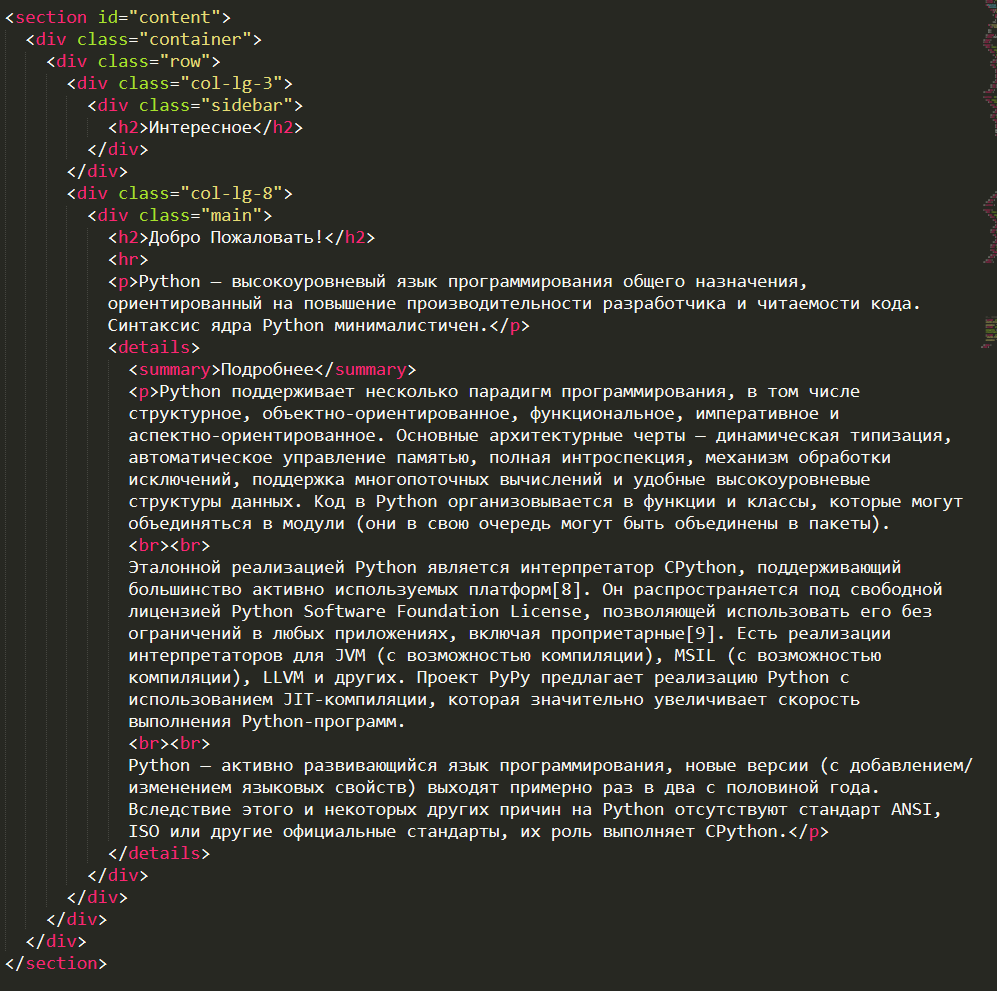 <section id="content">
<div class="container">
<div class="row">
<div class="col-lg-3">
<div class="sidebar">
<h2>Интересное</h2>
</div>
</div>
<div class="col-lg-8">
<div class="main">
<h2>Добро Пожаловать!</h2>
<hr>
<p>Python — высокоуровневый язык программирования общего назначения,
ориентированный на повышение производительности разработчика и читаемости кода.
Синтаксис ядра Python минималистичен.</p>
<details>
<summary>Подробнее</summary>
<p>Python поддерживает несколько парадигм программирования, в том числе
структурное, объектно-ориентированное, функциональное, императивное и
аспектно-ориентированное. Основные архитектурные черты — динамическая типизация,
автоматическое управление памятью, полная интроспекция, механизм обработки
исключений, поддержка многопоточных вычислений и удобные высокоуровневые
структуры данных. Код в Python организовывается в функции и классы, которые могут
объединяться в модули (они в свою очередь могут быть объединены в пакеты).
<br><br>
Эталонной реализацией Python является интерпретатор CPython, поддерживающий
большинство активно используемых платформ[8]. Он распространяется под свободной
лицензией Python Software Foundation License, позволяющей использовать его без
ограничений в любых приложениях, включая проприетарные[9]. Есть реализации
интерпретаторов для JVM (с возможностью компиляции), MSIL (с возможностью
компиляции), LLVM и других. Проект PyPy предлагает реализацию Python с
использованием JIT-компиляции, которая значительно увеличивает скорость
выполнения Python-программ.
<br><br>
Python — активно развивающийся язык программирования, новые версии (с добавлением/
изменением языковых свойств) выходят примерно раз в два с половиной года.
Вследствие этого и некоторых других причин на Python отсутствуют стандарт ANSI,
ISO или другие официальные стандарты, их роль выполняет CPython.</p>
</details>
</div>
</div>
</div>
</div>
</section>